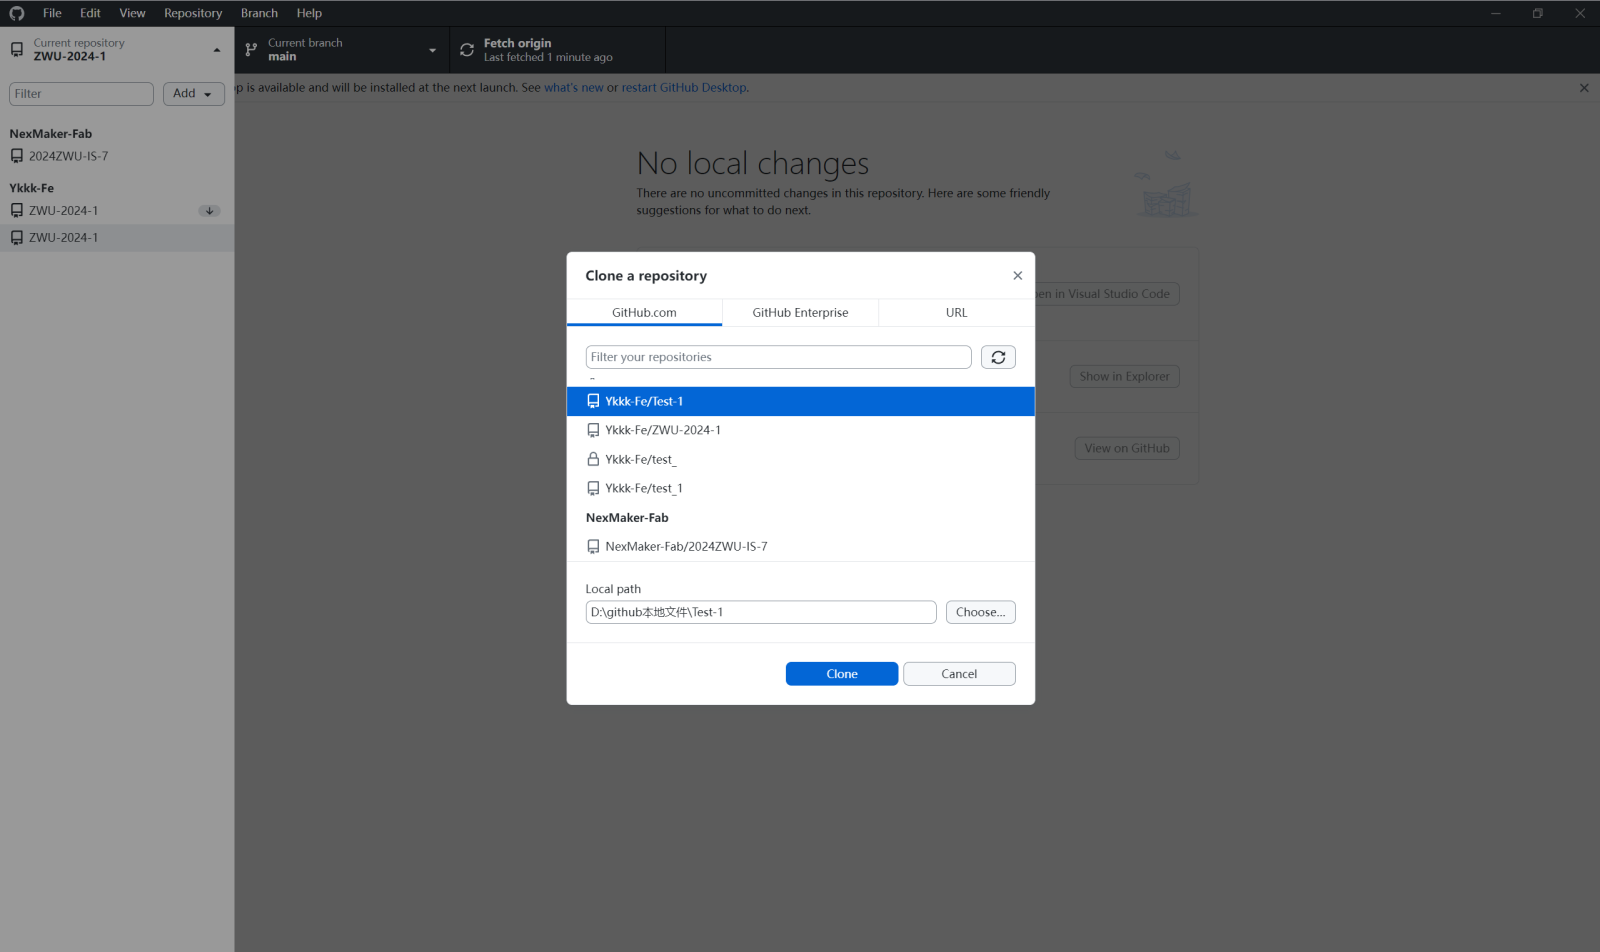 File Edit View Repository Branch Help
Current repository
ZWU-2024-1
Current branch
main
Fetch origin
Last fetched 1 minute ago
Filter
Add
is available and will be installed at the next launch. See what's new or restart GitHub Desktop.
NexMaker-Fab
2024ZWU-IS-7
Ykkk-Fe
ZWU-2024-1
ZWU-2024-1
No local changes
There are no uncommitted changes in this repository. Here are some friendly
suggestions for what to do next.
in Visual Studio Code
Show in Explorer
View on GitHub
Clone a repository
GitHub.com
GitHub Enterprise
URL
Filter your repositories
Ykkk-Fe/Test-1
Ykkk-Fe/ZWU-2024-1
Ykkk-Fe/test_
Ykkk-Fe/test_1
NexMaker-Fab
NexMaker-Fab/2024ZWU-IS-7
Local path
D:\github本地文件\Test-1
Choose...
Clone
Cancel